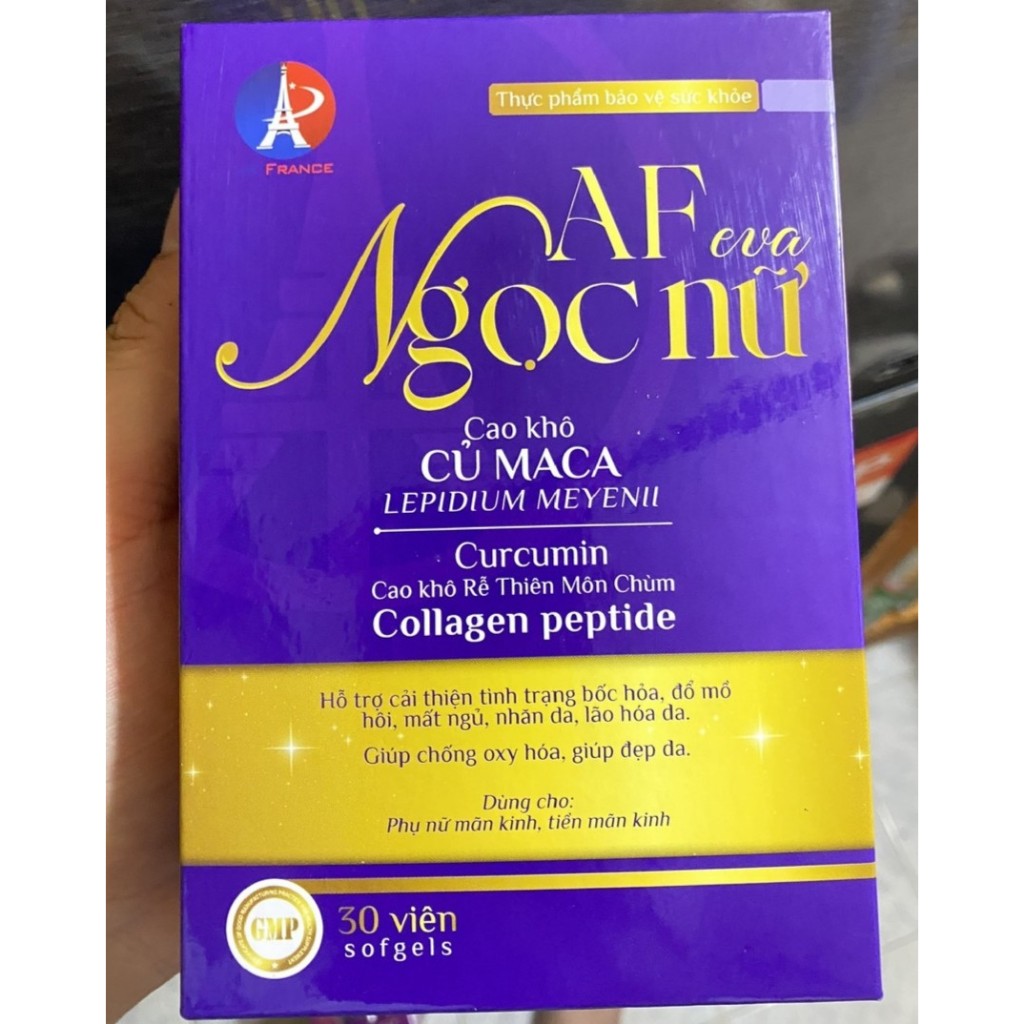 FRANCE
Thực phẩm bảo vệ sức khỏe
AF eva
Ngọc nữ
Cao khô
CỦ MACA
LEPIDIUM MEYENII
Curcumin
Cao khô Rễ Thiên Môn Chùm
Collagen peptide
Hỗ trợ cải thiện tình trạng bốc hỏa, đổ mồ
hôi, mất ngủ, nhăn da, lão hóa da.
Giúp chống oxy hóa, giúp đẹp da.
Dùng cho:
Phụ nữ mãn kinh, tiền mãn kinh
GMP
30 viên
sofgels